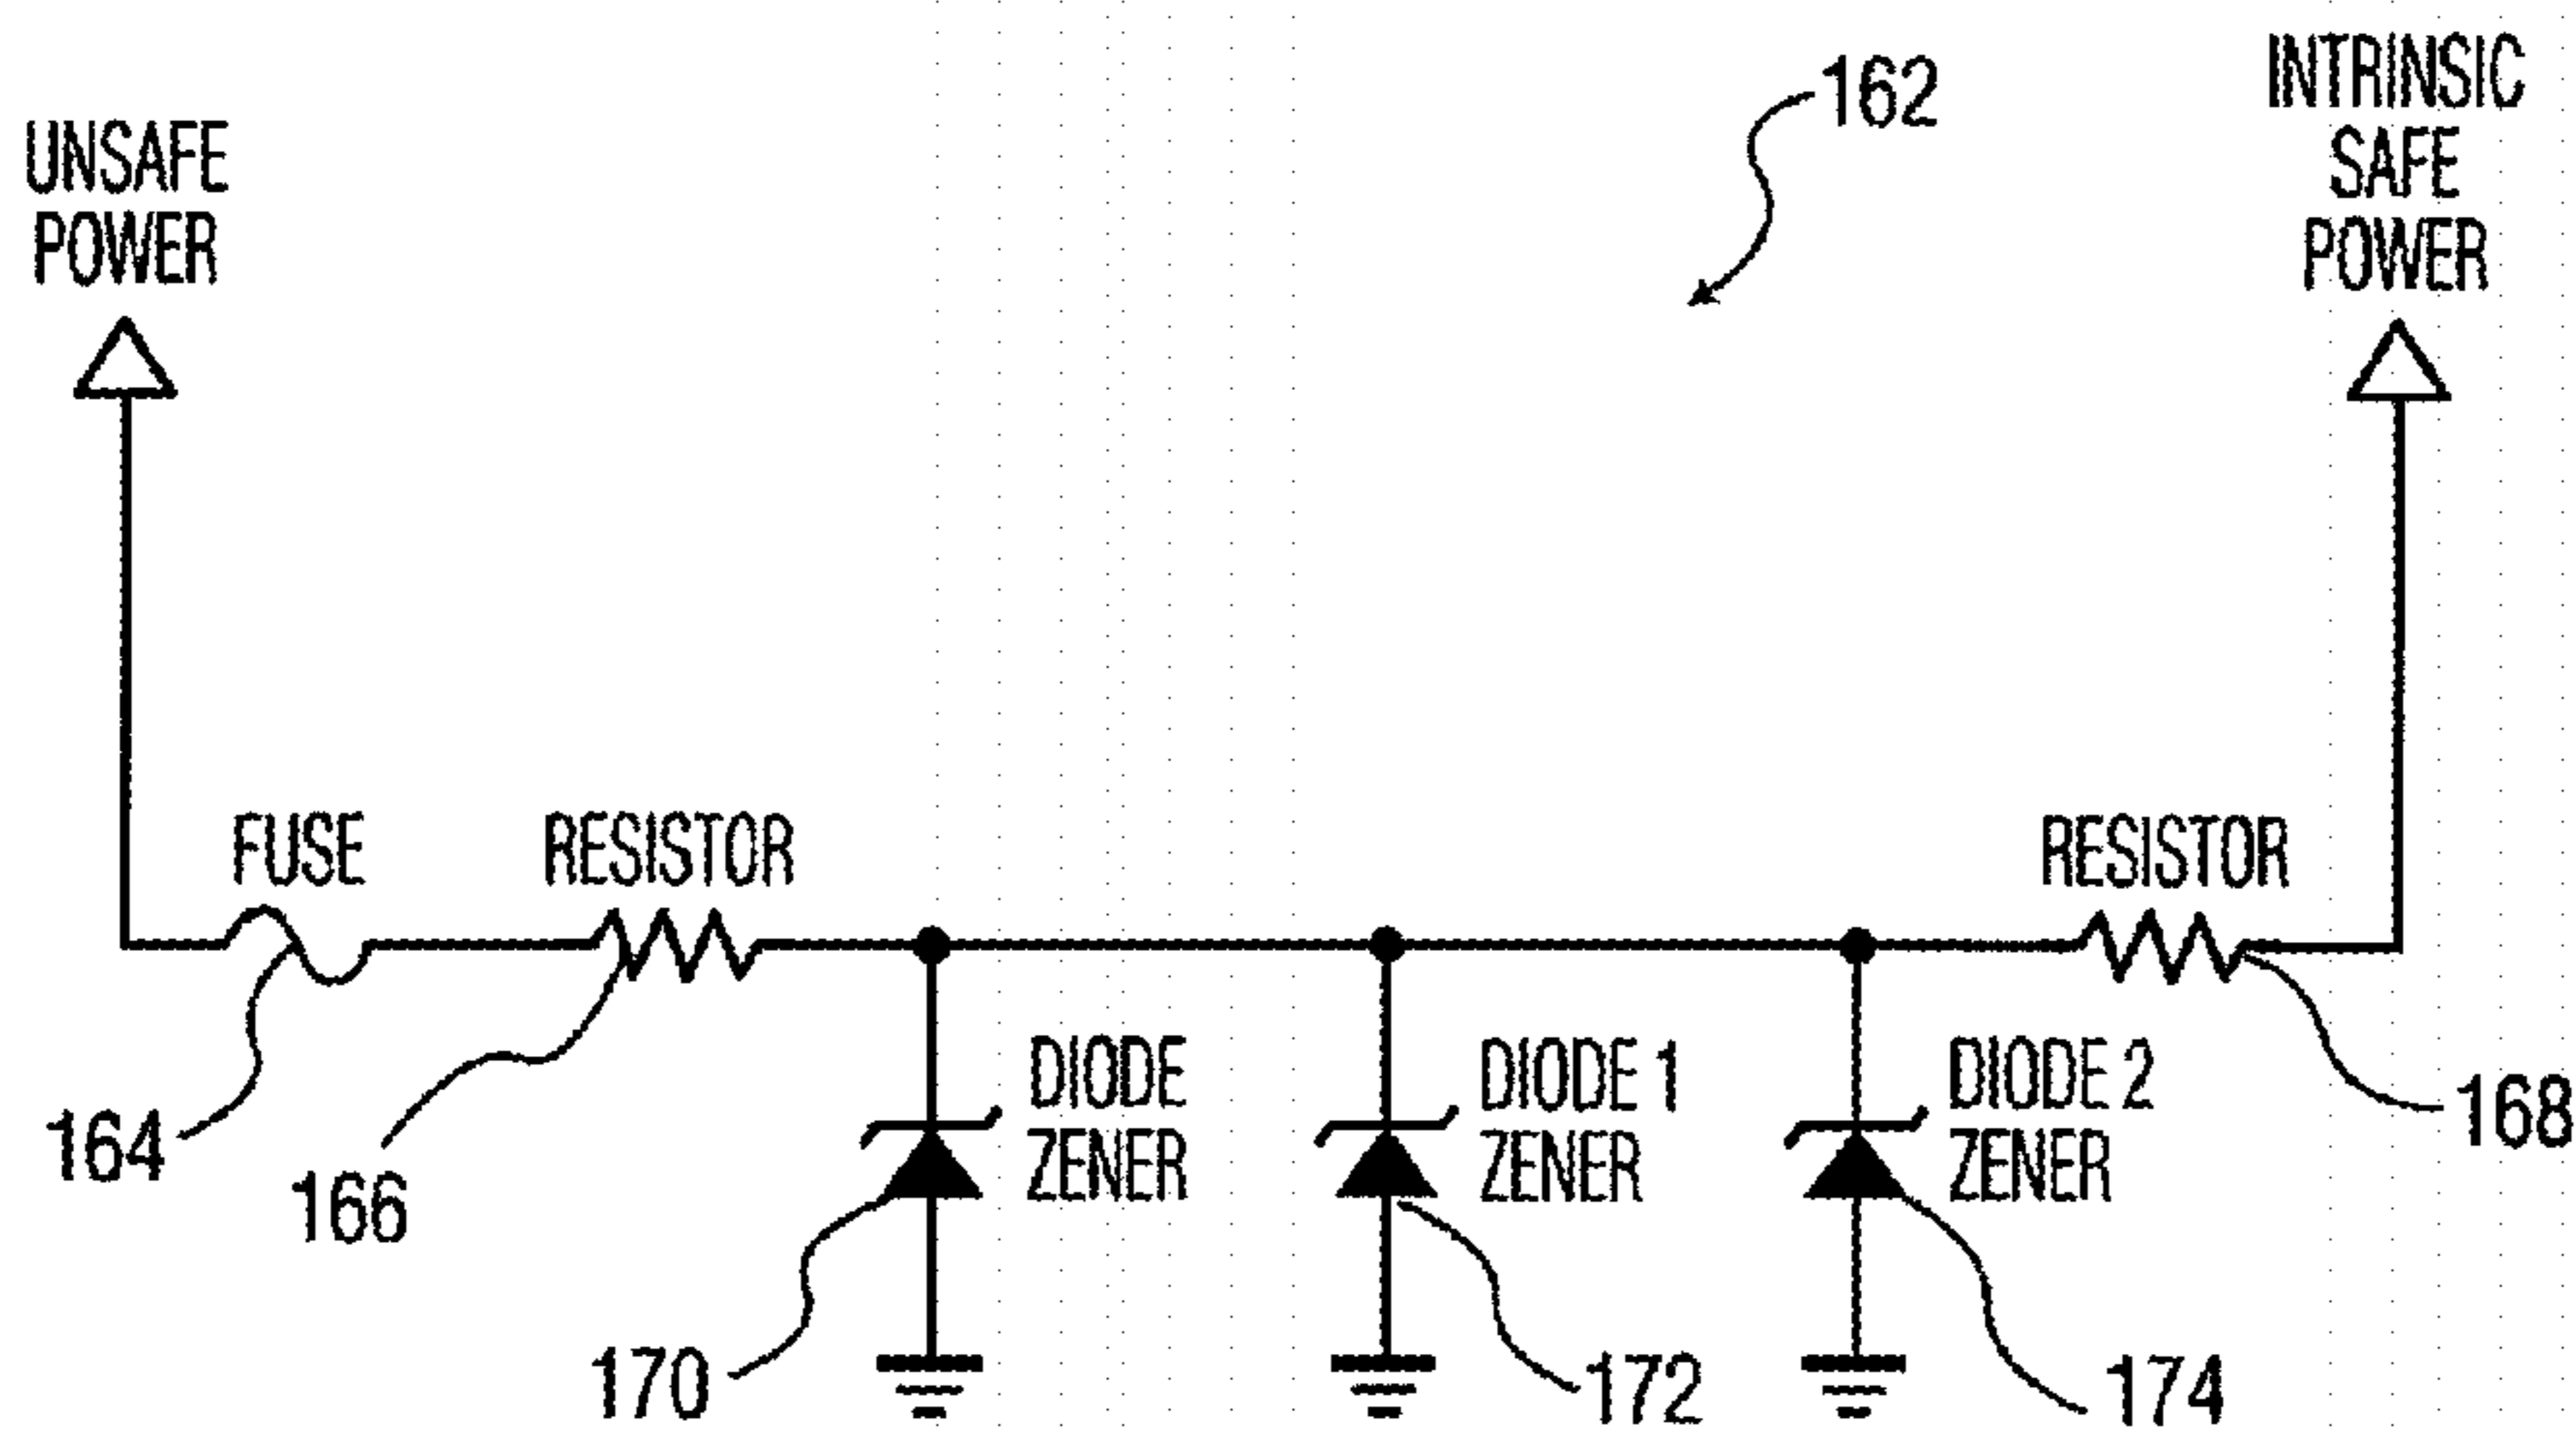 UNSAFE
POWER
162
INTRINSIC
SAFE
POWER
FUSE
RESISTOR
RESISTOR
164
166
DIODE
ZENER
DIODE 1
ZENER
DIODE 2
ZENER
168
170
172
174